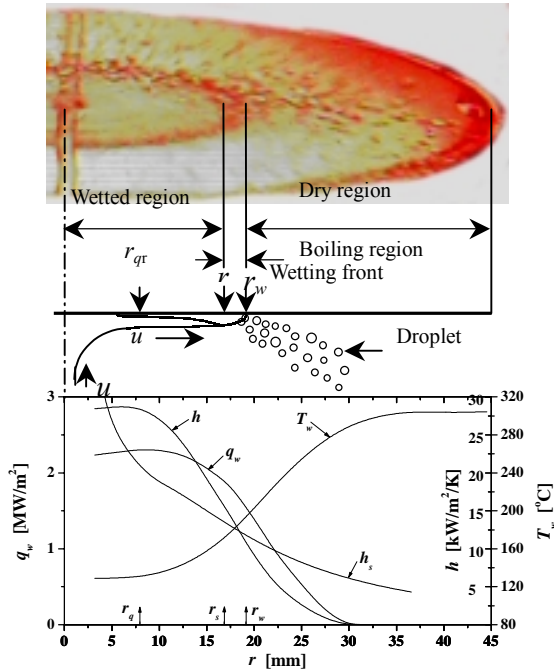 Wetted region
Dry region
r_qr
Boiling region
r
Wetting front
r_w
u
Droplet
u
h
T_w
q_w
h_s
r_q
r_s
r_w
3
2
1
0
q_w [MW/m²]
0 5 10 15 20 25 30 35 40 45
r [mm]
30
25
20
15
10
5
h [kW/m²/K]
320
280
240
200
160
120
80
T_w [°C]